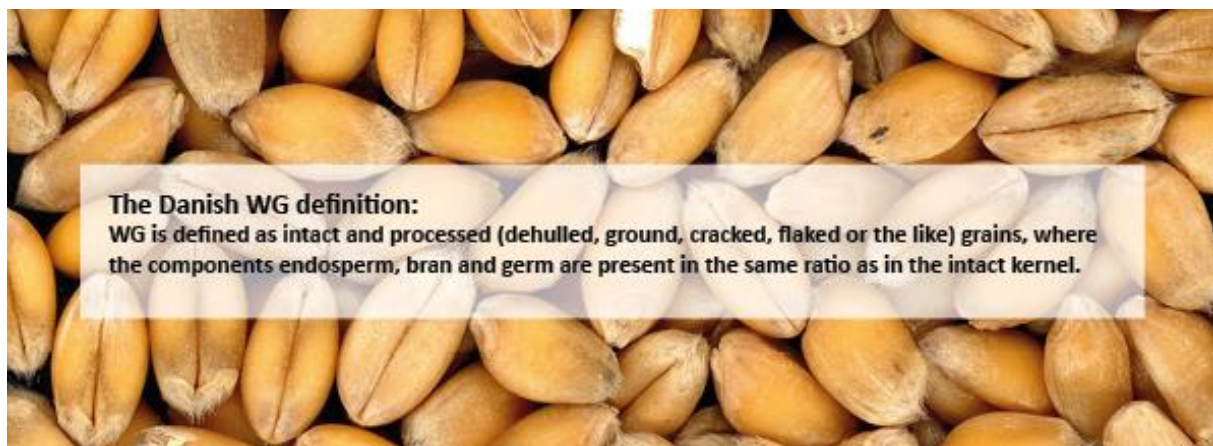 The Danish WG definition:
WG is defined as intact and processed (dehulled, ground, cracked, flaked or the like) grains, where
the components endosperm, bran and germ are present in the same ratio as in the intact kernel.